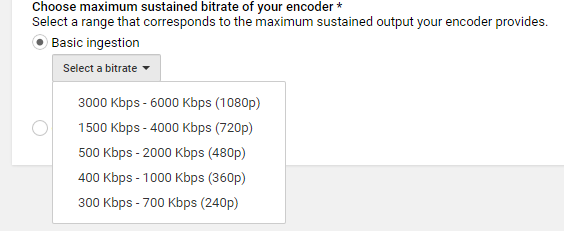 Choose maximum sustained bitrate of your encoder *
Select a range that corresponds to the maximum sustained output your encoder provides.
Basic ingestion
Select a bitrate
3000 Kbps - 6000 Kbps (1080p)
1500 Kbps - 4000 Kbps (720p)
500 Kbps - 2000 Kbps (480p)
400 Kbps - 1000 Kbps (360p)
300 Kbps - 700 Kbps (240p)